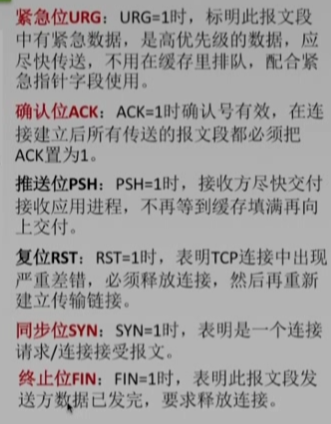 紧急位URG：URG=1时，标明此报文段
中有紧急数据，是高优先级的数据，应
尽快传送，不用在缓存里排队，配合紧
急指针字段使用。
确认位ACK：ACK=1时确认号有效，在连
接建立后所有传送的报文段都必须把
ACK置为1。
推送位PSH：PSH=1时，接收方尽快交付
接收应用进程，不再等到缓存填满再向
上交付。
复位RST：RST=1时，表明TCP连接中出现
严重差错，必须释放连接，然后再重新
建立传输链接。
同步位SYN：SYN=1时，表明是一个连接
请求/连接接受报文。
终止位FIN：FIN=1时，表明此报文段发
送方数据已发完，要求释放连接。